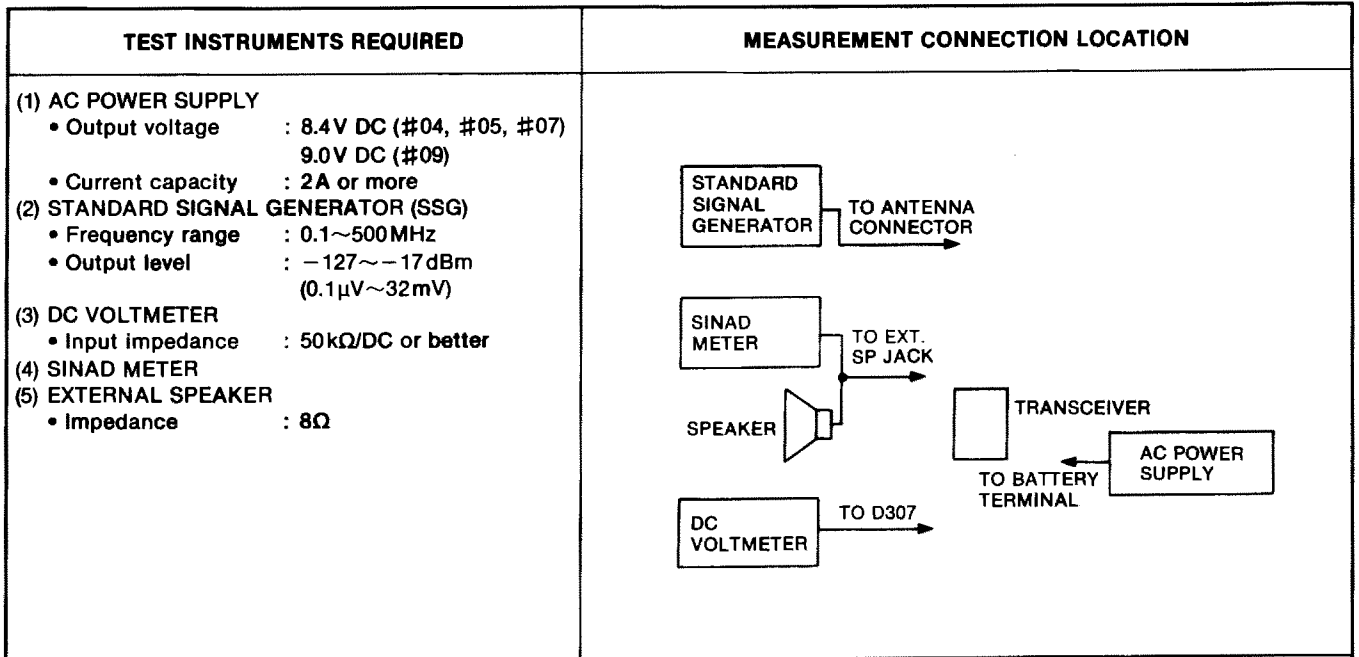 TEST INSTRUMENTS REQUIRED
(1) AC POWER SUPPLY
• Output voltage : 8.4V DC (♯04, ♯05, ♯07)
9.0V DC (♯09)
• Current capacity : 2A or more
(2) STANDARD SIGNAL GENERATOR (SSG)
• Frequency range : 0.1~500MHz
• Output level : −127~−17dBm
(0.1μV~32mV)
(3) DC VOLTMETER
• Input impedance : 50kΩ/DC or better
(4) SINAD METER
(5) EXTERNAL SPEAKER
• Impedance : 8Ω
MEASUREMENT CONNECTION LOCATION
STANDARD
SIGNAL
GENERATOR
TO ANTENNA
CONNECTOR
SINAD
METER
TO EXT.
SP JACK
SPEAKER
TRANSCEIVER
AC POWER
SUPPLY
TO BATTERY
TERMINAL
DC
VOLTMETER
TO D307